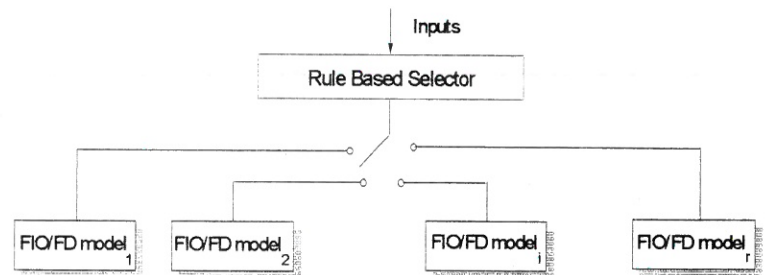 Inputs
Rule Based Selector
FIO/FD model 1
FIO/FD model 2
FIO/FD model i
FIO/FD model r